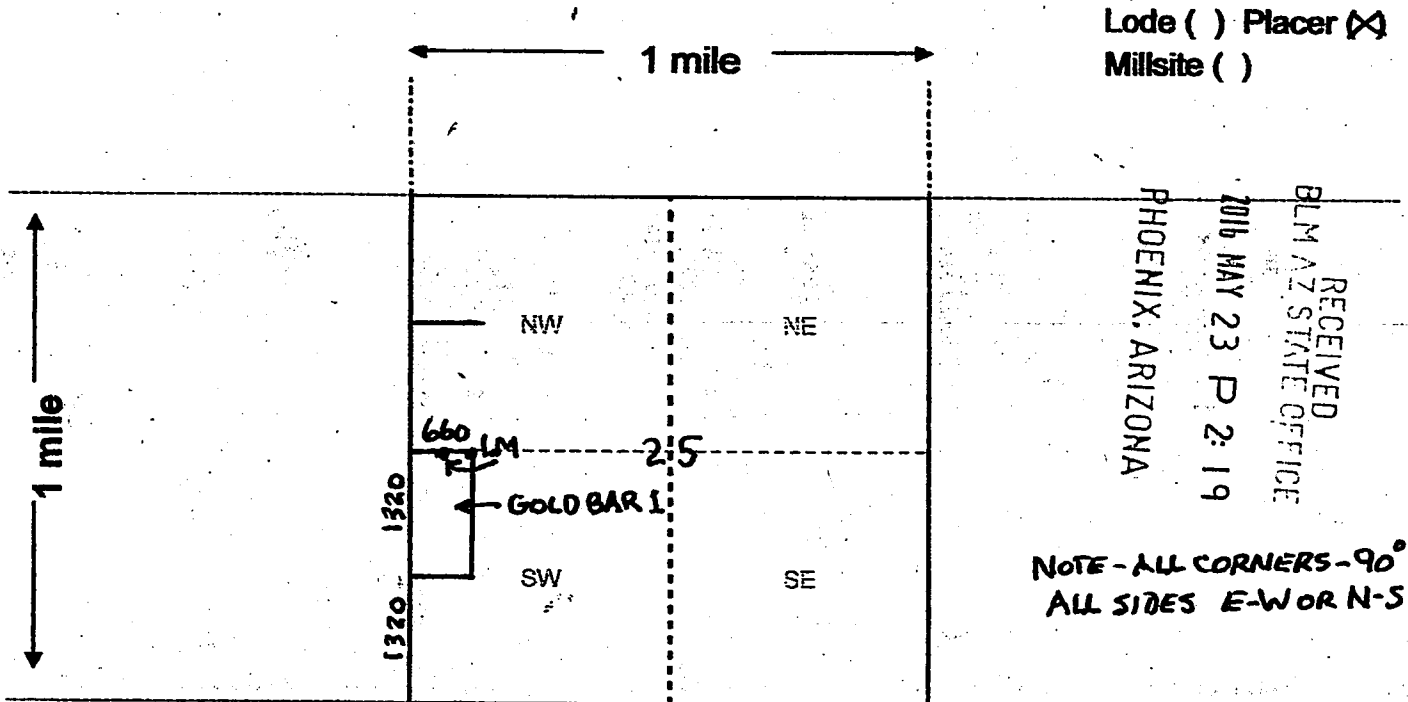 Lode ( ) Placer (X)
Millsite ( )
1 mile
RECEIVED
BLM AZ STATE OFFICE
2016 MAY 23 P 2:19
PHOENIX, ARIZONA
1 mile
NW
NE
660
LM
25
1320
GOLD BAR 1
SW
SE
1320
NOTE - ALL CORNERS - 90°
ALL SIDES E-W OR N-S